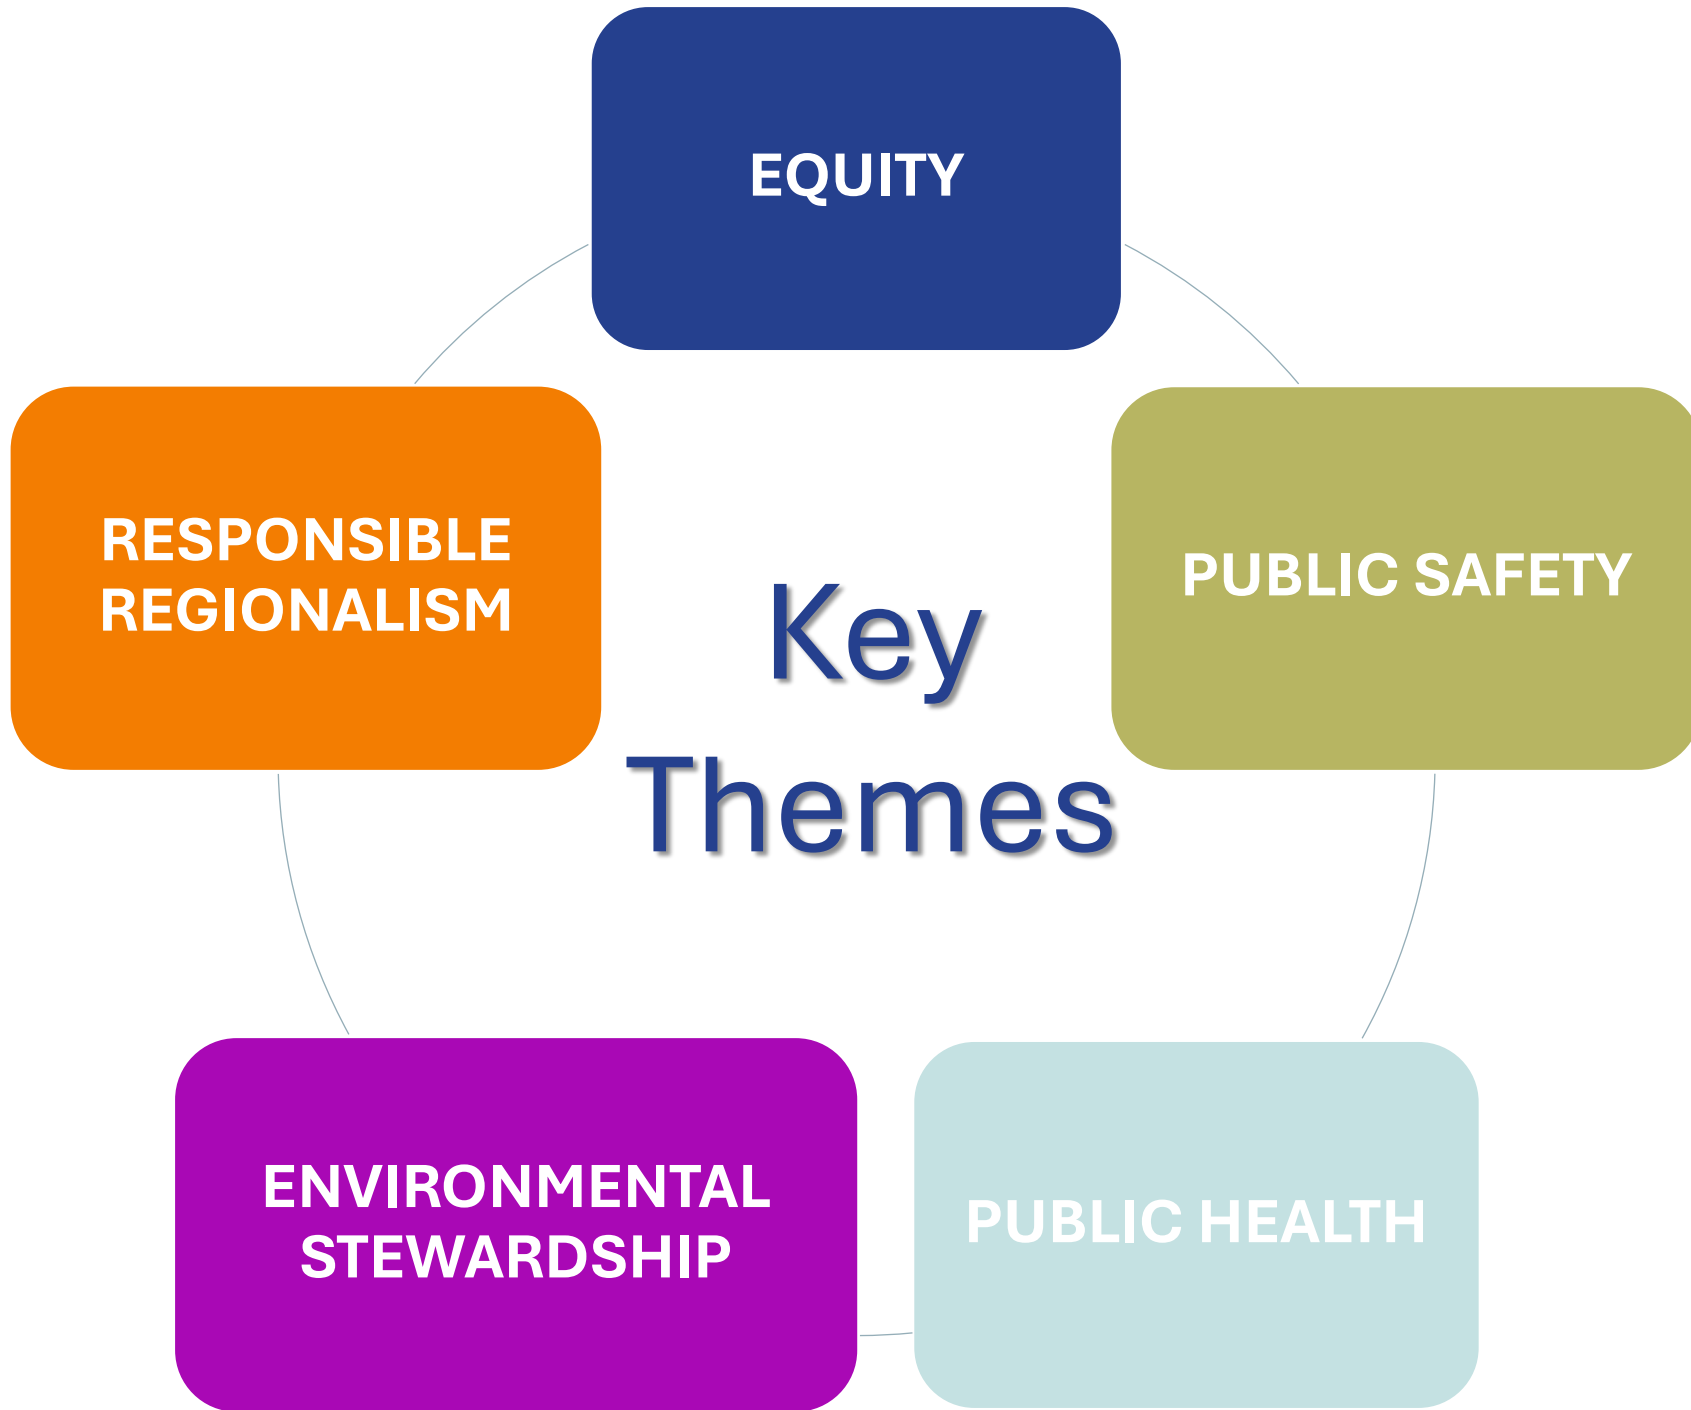 EQUITY
RESPONSIBLE
REGIONALISM
PUBLIC SAFETY
Key
Themes
ENVIRONMENTAL
STEWARDSHIP
PUBLIC HEALTH